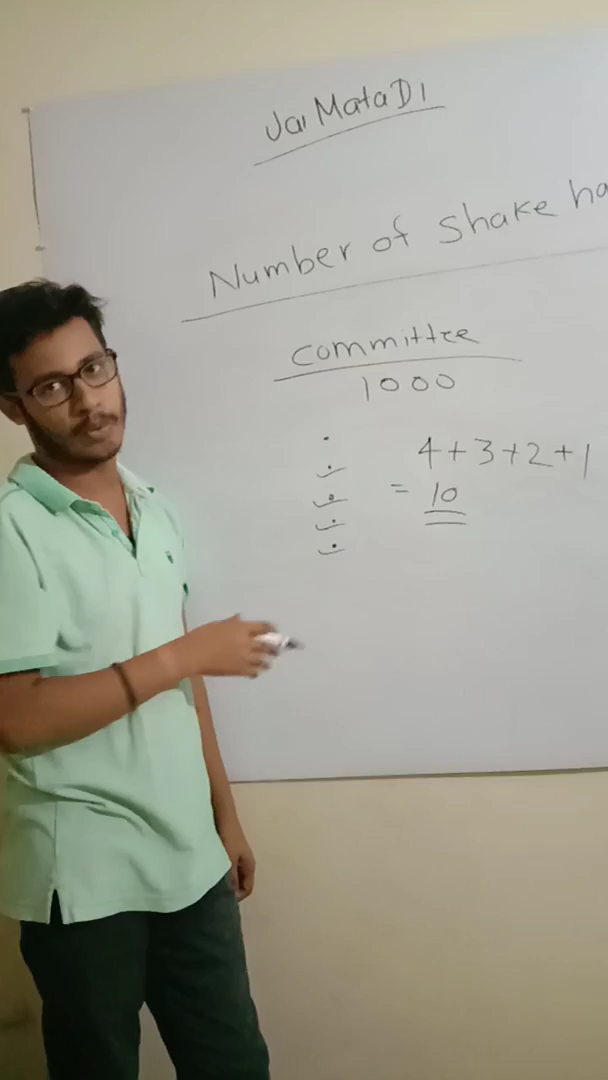 Jai Mata DI
Number of shake ha
committee
1000
4+3+2+1
= 10